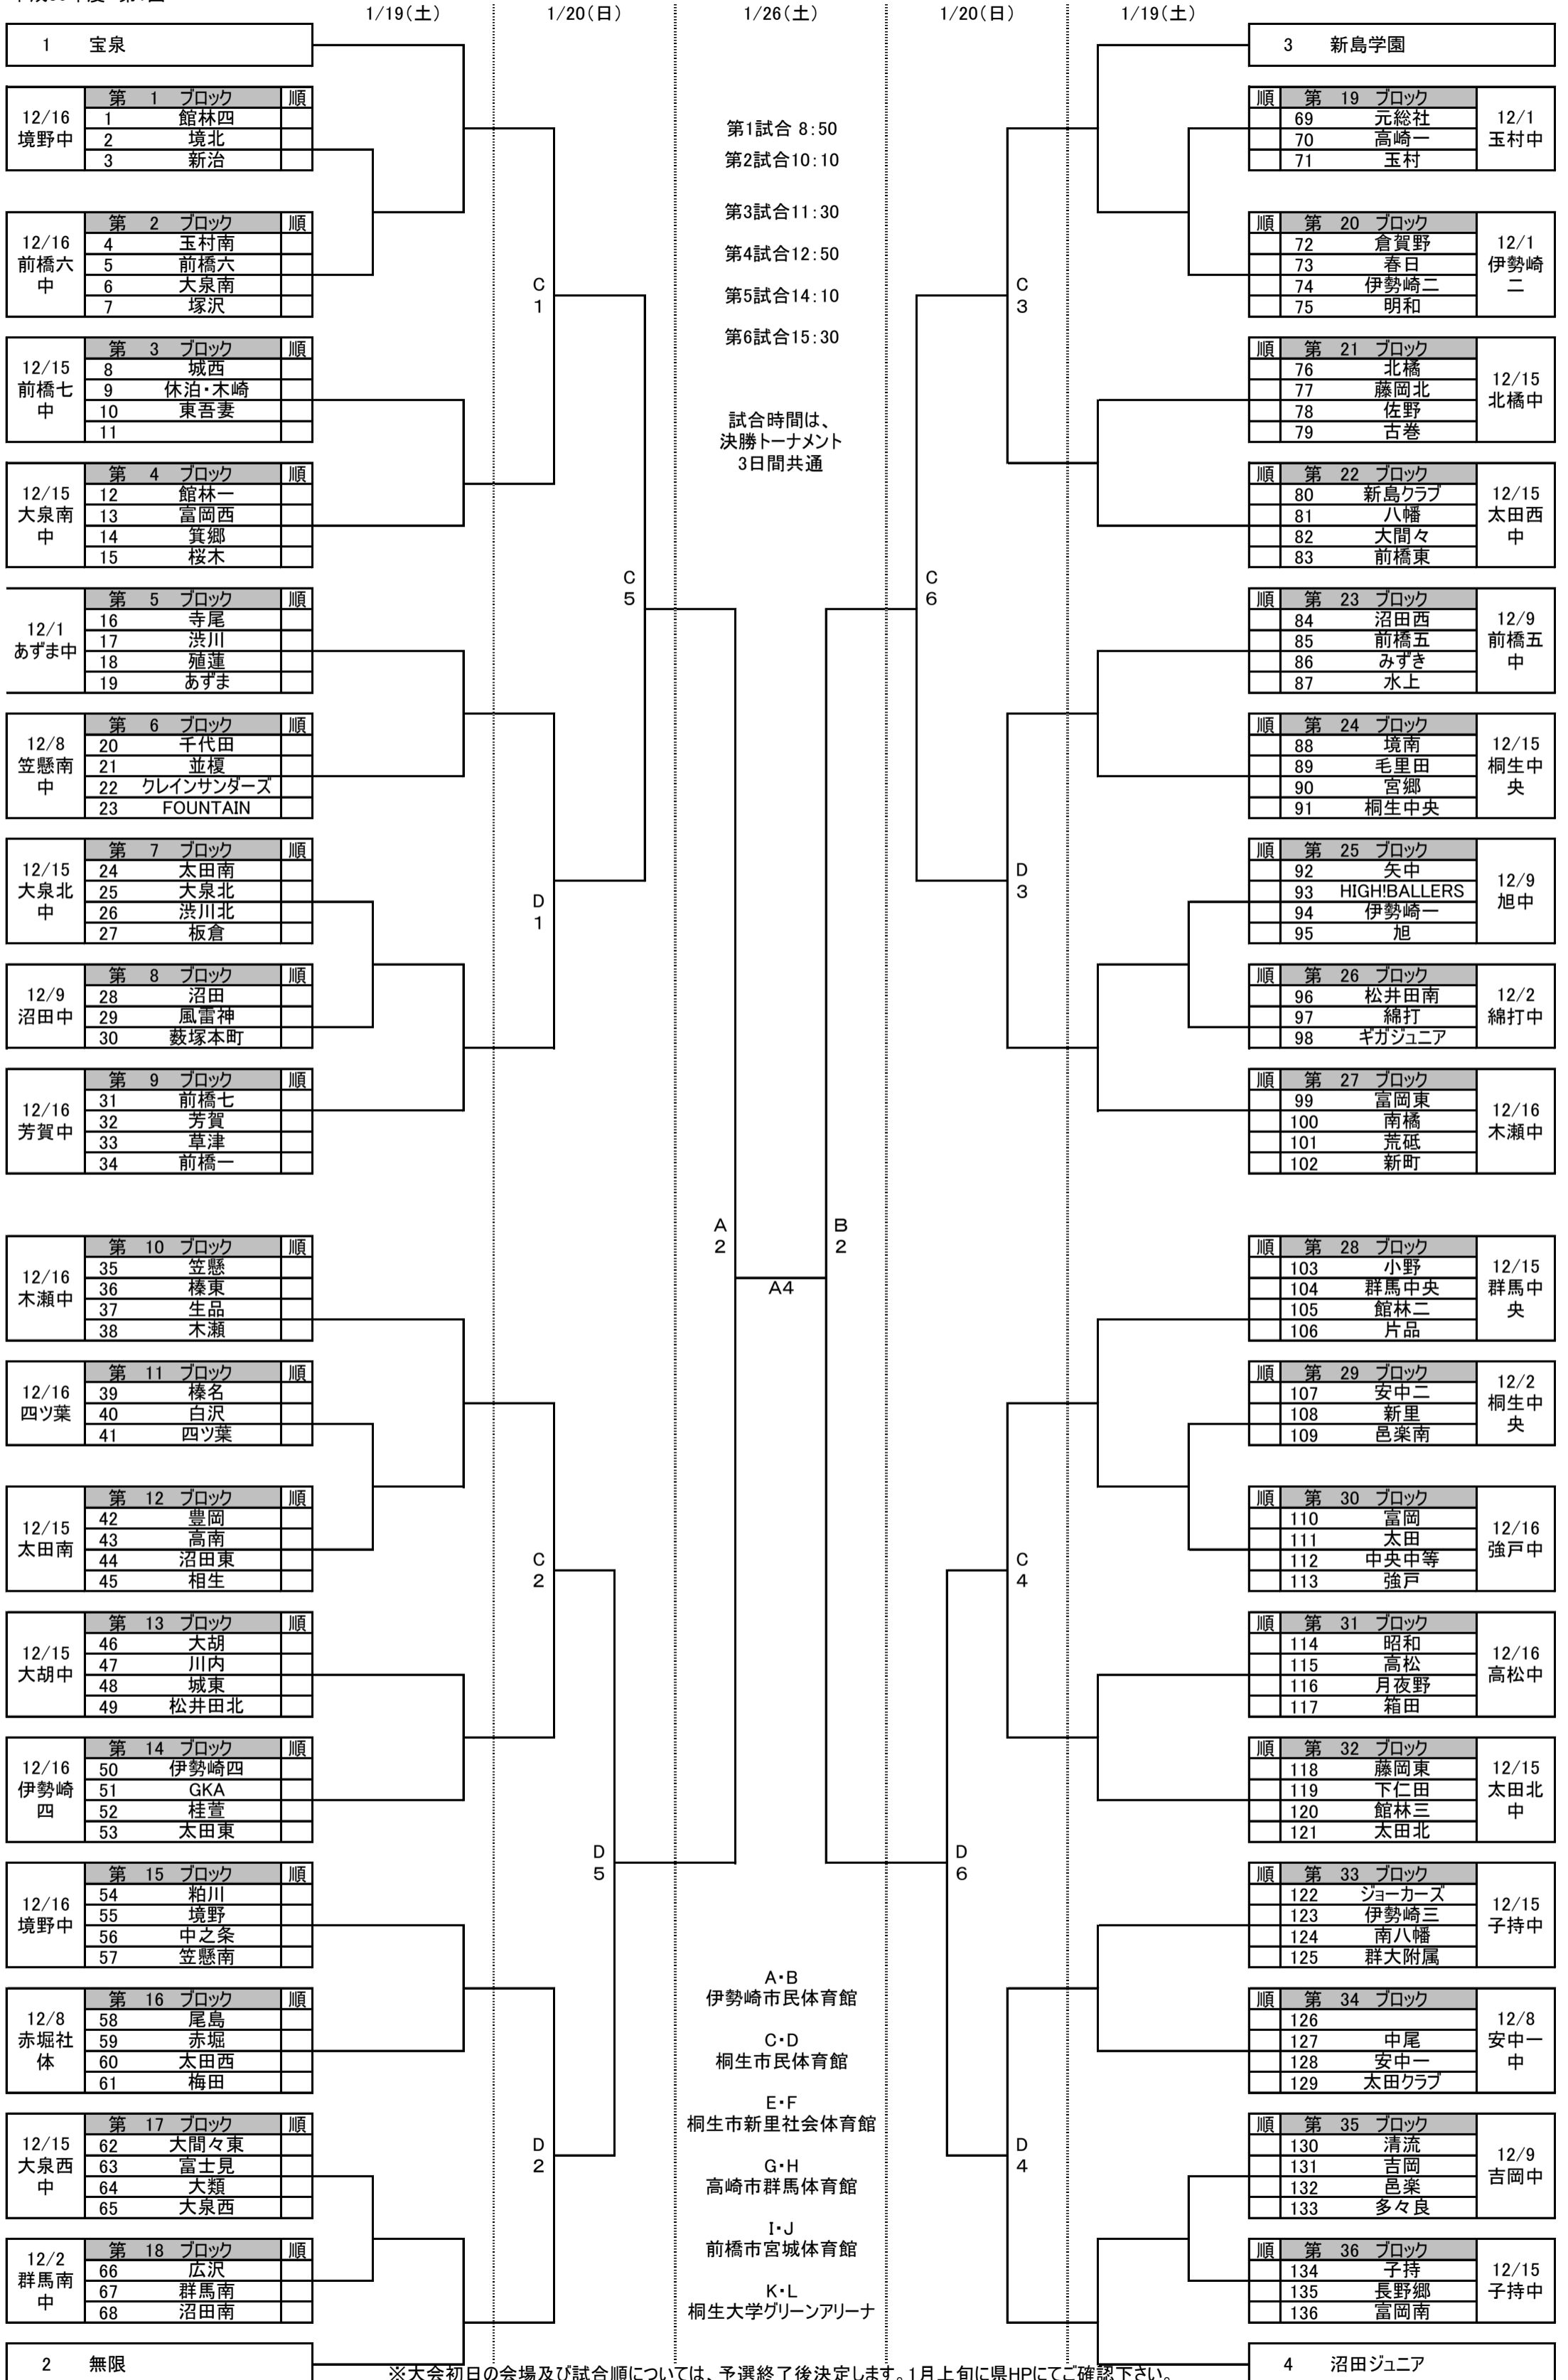 1/19(土)
1/20(日)
1/26(土)
1/20(日)
1/19(土)
1 宝泉
12/16
境野中
第 1 ブロック 順
1 館林四
2 境北
3 新治
12/16
前橋六
中
第 2 ブロック 順
4 玉村南
5 前橋六
6 大泉南
7 塚沢
12/15
前橋七
中
第 3 ブロック 順
8 城西
9 休泊・木崎
10 東吾妻
11
12/15
大泉南
中
第 4 ブロック 順
12 館林一
13 富岡西
14 箕郷
15 桜木
12/1
あずま中
第 5 ブロック 順
16 寺尾
17 渋川
18 殖蓮
19 あずま
12/8
笠懸南
中
第 6 ブロック 順
20 千代田
21 並榎
22 クレインサンダーズ
23 FOUNTAIN
12/15
大泉北
中
第 7 ブロック 順
24 太田南
25 大泉北
26 渋川北
27 板倉
12/9
沼田中
第 8 ブロック 順
28 沼田
29 風雷神
30 薮塚本町
12/16
芳賀中
第 9 ブロック 順
31 前橋七
32 芳賀
33 草津
34 前橋一
12/16
木瀬中
第 10 ブロック 順
35 笠懸
36 榛東
37 生品
38 木瀬
12/16
四ツ葉
第 11 ブロック 順
39 榛名
40 白沢
41 四ツ葉
12/15
太田南
第 12 ブロック 順
42 豊岡
43 高南
44 沼田東
45 相生
12/15
大胡中
第 13 ブロック 順
46 大胡
47 川内
48 城東
49 松井田北
12/16
伊勢崎
四
第 14 ブロック 順
50 伊勢崎四
51 GKA
52 桂萱
53 太田東
12/16
境野中
第 15 ブロック 順
54 粕川
55 境野
56 中之条
57 笠懸南
12/8
赤堀社
体
第 16 ブロック 順
58 尾島
59 赤堀
60 太田西
61 梅田
12/15
大泉西
中
第 17 ブロック 順
62 大間々東
63 富士見
64 大類
65 大泉西
12/2
群馬南
中
第 18 ブロック 順
66 広沢
67 群馬南
68 沼田南
2 無限
C
1
D
1
C
2
D
2
C
5
D
5
第1試合 8:50
第2試合10:10
第3試合11:30
第4試合12:50
第5試合14:10
第6試合15:30
試合時間は、
決勝トーナメント
3日間共通
A
2
B
2
A4
A・B
伊勢崎市民体育館
C・D
桐生市民体育館
E・F
桐生市新里社会体育館
G・H
高崎市群馬体育館
I・J
前橋市宮城体育館
K・L
桐生大学グリーンアリーナ
C
6
D
6
C
3
D
3
C
4
D
4
3 新島学園
順 第 19 ブロック
69 元総社
70 高崎一
71 玉村
12/1
玉村中
順 第 20 ブロック
72 倉賀野
73 春日
74 伊勢崎二
75 明和
12/1
伊勢崎
二
順 第 21 ブロック
76 北橘
77 藤岡北
78 佐野
79 古巻
12/15
北橘中
順 第 22 ブロック
80 新島クラブ
81 八幡
82 大間々
83 前橋東
12/15
太田西
中
順 第 23 ブロック
84 沼田西
85 前橋五
86 みずき
87 水上
12/9
前橋五
中
順 第 24 ブロック
88 境南
89 毛里田
90 宮郷
91 桐生中央
12/15
桐生中
央
順 第 25 ブロック
92 矢中
93 HIGH!BALLERS
94 伊勢崎一
95 旭
12/9
旭中
順 第 26 ブロック
96 松井田南
97 綿打
98 ギガジュニア
12/2
綿打中
順 第 27 ブロック
99 富岡東
100 南橘
101 荒砥
102 新町
12/16
木瀬中
順 第 28 ブロック
103 小野
104 群馬中央
105 館林二
106 片品
12/15
群馬中
央
順 第 29 ブロック
107 安中二
108 新里
109 邑楽南
12/2
桐生中
央
順 第 30 ブロック
110 富岡
111 太田
112 中央中等
113 強戸
12/16
強戸中
順 第 31 ブロック
114 昭和
115 高松
116 月夜野
117 箱田
12/16
高松中
順 第 32 ブロック
118 藤岡東
119 下仁田
120 館林三
121 太田北
12/15
太田北
中
順 第 33 ブロック
122 ジョーカーズ
123 伊勢崎三
124 南八幡
125 群大附属
12/15
子持中
順 第 34 ブロック
126
127 中尾
128 安中一
129 太田クラブ
12/8
安中一
中
順 第 35 ブロック
130 清流
131 吉岡
132 邑楽
133 多々良
12/9
吉岡中
順 第 36 ブロック
134 子持
135 長野郷
136 富岡南
12/15
子持中
4 沼田ジュニア
※大会初日の会場及び試合順については、予選終了後決定します。1月上旬に県HPにてご確認下さい。